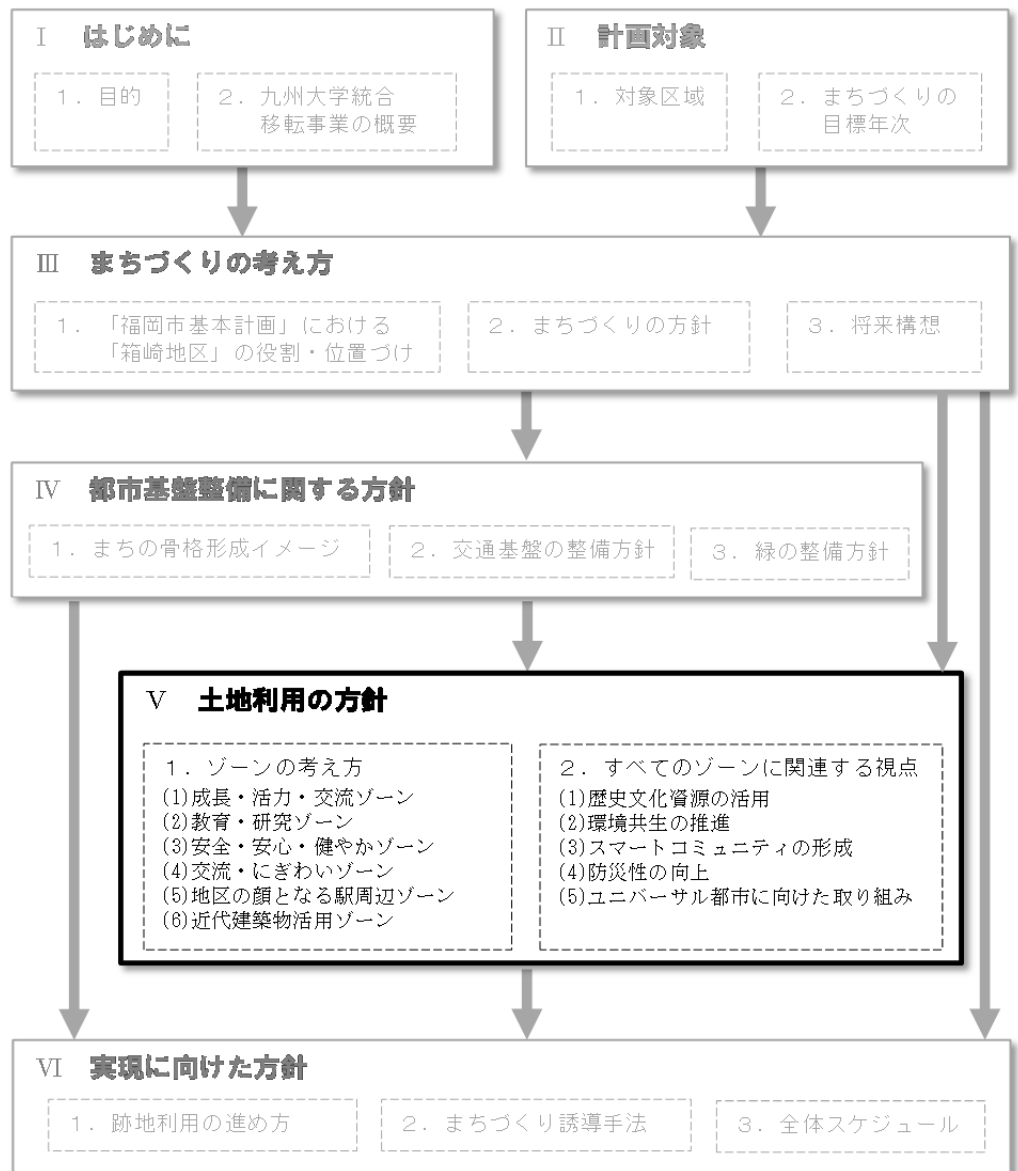 Ⅰ はじめに
1．目的
2．九州大学統合
移転事業の概要
Ⅱ 計画対象
1．対象区域
2．まちづくりの
目標年次
Ⅲ まちづくりの考え方
1．「福岡市基本計画」における
「箱崎地区」の役割・位置づけ
2．まちづくりの方針
3．将来構想
Ⅳ 都市基盤整備に関する方針
1．まちの骨格形成イメージ
2．交通基盤の整備方針
3．緑の整備方針
Ⅴ 土地利用の方針
1．ゾーンの考え方
(1)成長・活力・交流ゾーン
(2)教育・研究ゾーン
(3)安全・安心・健やかゾーン
(4)交流・にぎわいゾーン
(5)地区の顔となる駅周辺ゾーン
(6)近代建築物活用ゾーン
2．すべてのゾーンに関連する視点
(1)歴史文化資源の活用
(2)環境共生の推進
(3)スマートコミュニティの形成
(4)防災性の向上
(5)ユニバーサル都市に向けた取り組み
Ⅵ 実現に向けた方針
1．跡地利用の進め方
2．まちづくり誘導手法
3．全体スケジュール